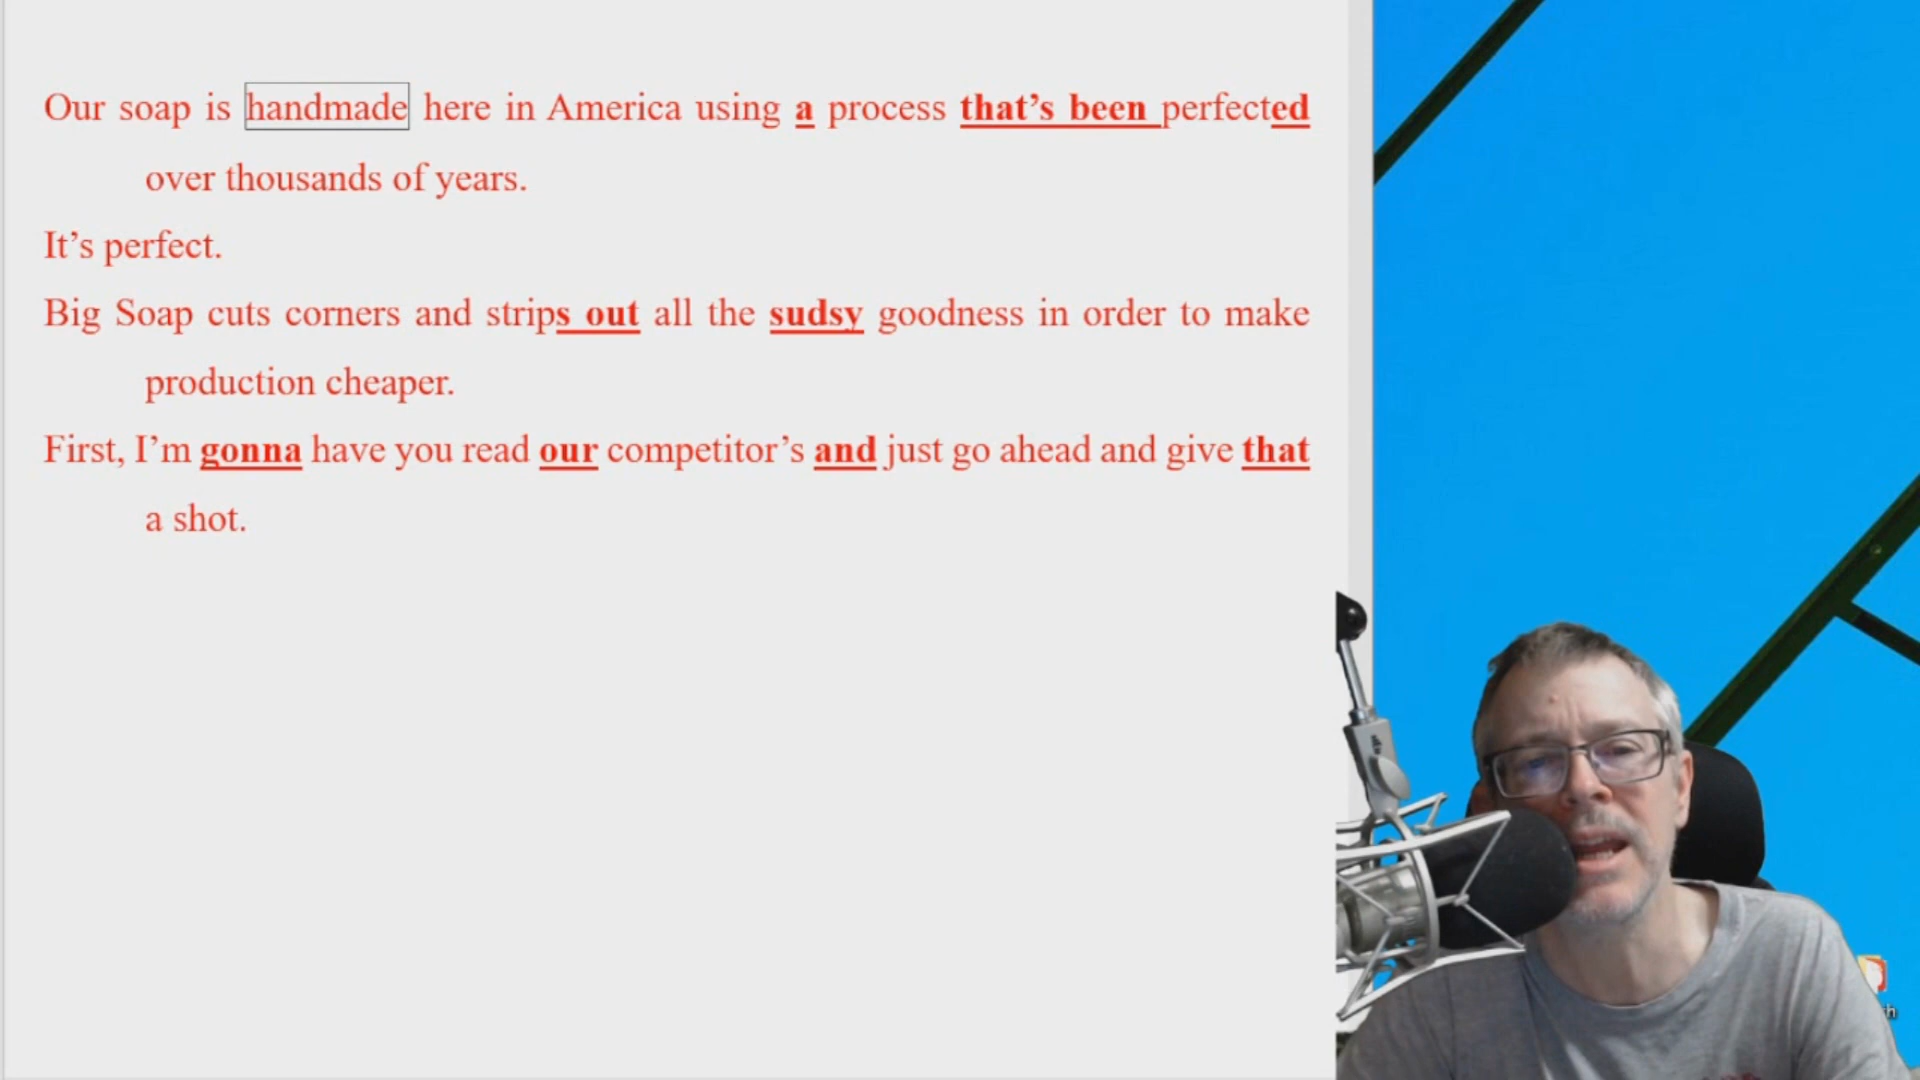 Our soap is handmade here in America using a process that’s been perfected
over thousands of years.
It’s perfect.
Big Soap cuts corners and strips out all the sudsy goodness in order to make
production cheaper.
First, I’m gonna have you read our competitor’s and just go ahead and give that
a shot.